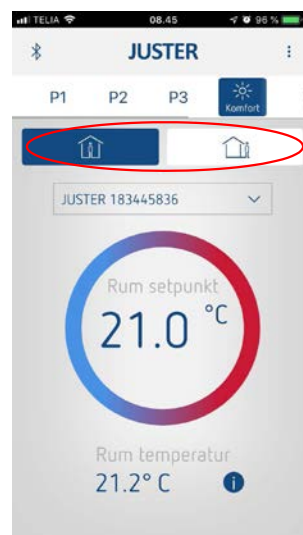 TELIA 08.45 96 %
JUSTER
P1 P2 P3 Komfort
JUSTER 183445836
Rum setpunkt
21.0 °C
Rum temperatur
21.2° C i